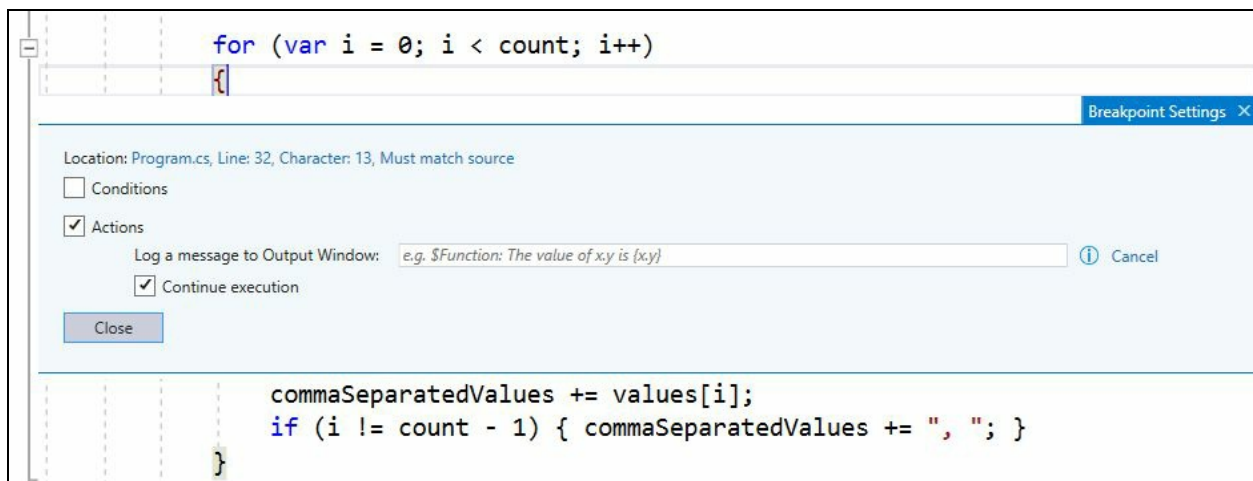 for (var i = 0; i < count; i++)
{
Breakpoint Settings ×
Location: Program.cs, Line: 32, Character: 13, Must match source
Conditions
Actions
Log a message to Output Window: e.g. $Function: The value of x.y is {x.y} Cancel
Continue execution
Close
commaSeparatedValues += values[i];
if (i != count - 1) { commaSeparatedValues += ", "; }
}